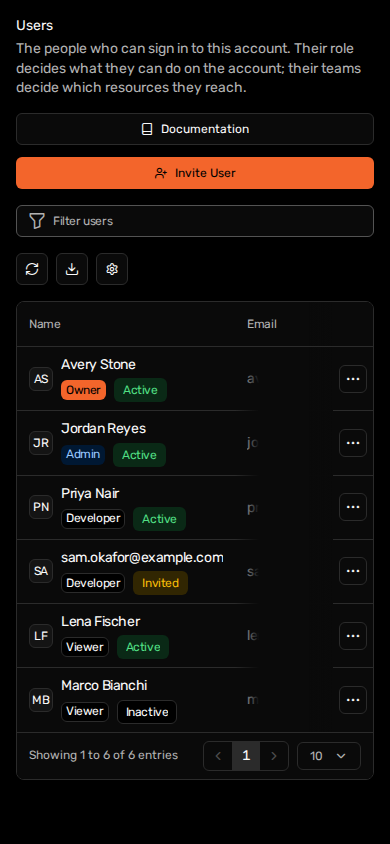 Users
The people who can sign in to this account. Their role
decides what they can do on the account; their teams
decide which resources they reach.
Documentation
Invite User
Filter users
Name Email
AS Avery Stone
Owner Active
JR Jordan Reyes
Admin Active
PN Priya Nair
Developer Active
SA sam.okafor@example.com
Developer Invited
LF Lena Fischer
Viewer Active
MB Marco Bianchi
Viewer Inactive
Showing 1 to 6 of 6 entries 1 10